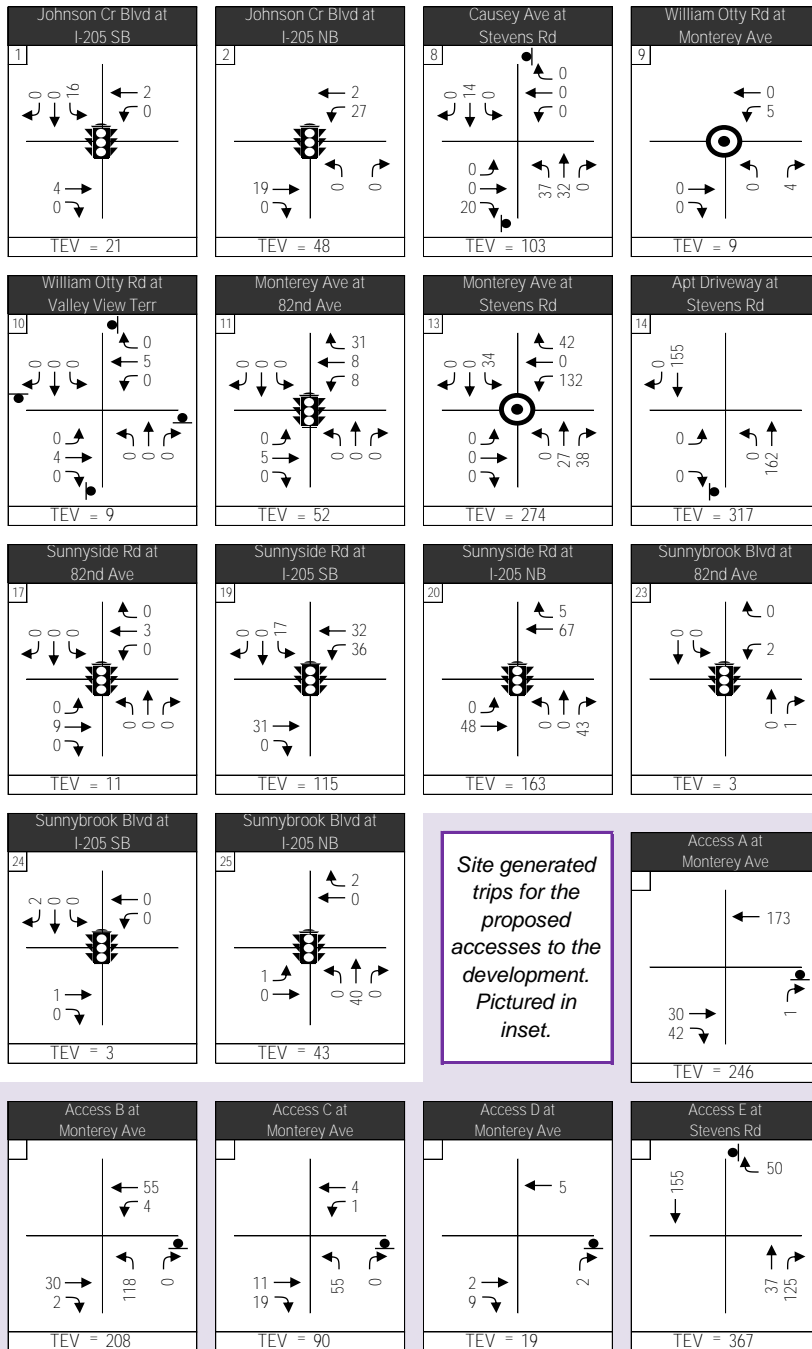 Johnson Cr Blvd at
I-205 SB
1
0 0 16
2
0
4
0
TEV = 21
Johnson Cr Blvd at
I-205 NB
2
2
27
19
0
0 0
TEV = 48
Causey Ave at
Stevens Rd
8
0 14 0
0
0
0
0
0
20
37 32 0
TEV = 103
William Otty Rd at
Monterey Ave
9
0
5
0
0
0 4
TEV = 9
William Otty Rd at
Valley View Terr
10
0 0 0
0
5
0
0
4
0
0 0 0
TEV = 9
Monterey Ave at
82nd Ave
11
0 0 0
31
8
8
0
5
0
0 0 0
TEV = 52
Monterey Ave at
Stevens Rd
13
0 0 34
42
0
132
0
0
0
0 27 38
TEV = 274
Apt Driveway at
Stevens Rd
14
0 155
0
0
0 162
TEV = 317
Sunnyside Rd at
82nd Ave
17
0 0 0
0
3
0
0
9
0
0 0 0
TEV = 11
Sunnyside Rd at
I-205 SB
19
0 0 17
32
36
31
0
TEV = 115
Sunnyside Rd at
I-205 NB
20
5
67
0
48
0 0 43
TEV = 163
Sunnybrook Blvd at
82nd Ave
23
0 0
0
2
0 1
TEV = 3
Sunnybrook Blvd at
I-205 SB
24
2 0 0
0
0
1
0
TEV = 3
Sunnybrook Blvd at
I-205 NB
25
2
0
1
0
0 40 0
TEV = 43
Site generated
trips for the
proposed
accesses to the
development.
Pictured in
inset.
Access A at
Monterey Ave
173
30
42
1
TEV = 246
Access B at
Monterey Ave
55
4
30
2
118 0
TEV = 208
Access C at
Monterey Ave
4
1
11
19
55 0
TEV = 90
Access D at
Monterey Ave
5
2
9
2
TEV = 19
Access E at
Stevens Rd
155
50
37 125
TEV = 367